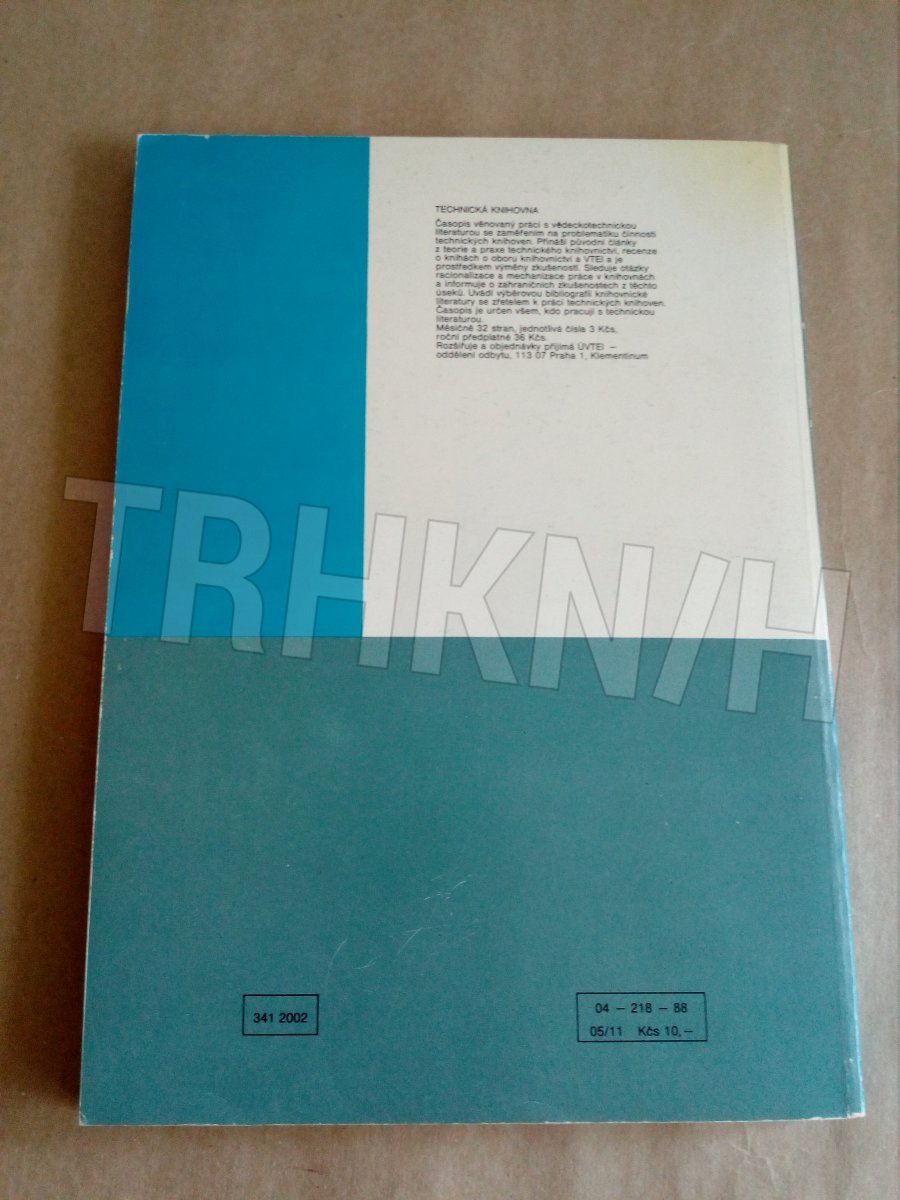 TECHNICKÁ KNIHOVNA
Časopis věnovaný práci s vědeckotechnickou
literaturou se zaměřením na problematiku činnosti
technických knihoven. Přináší původní články
z teorie a praxe technického knihovnictví, recenze
o knihách o oboru knihovnictví a VTEI a je
prostředkem výměny zkušeností. Sleduje otázky
racionalizace a mechanizace práce v knihovnách
a informuje o zahraničních zkušenostech z těchto
úseků. Uvádí výběrovou bibliografii knihovnické
literatury se zřetelem k práci technických knihoven.
Časopis je určen všem, kdo pracují s technickou
literaturou.
Měsíčně 32 stran, jednotlivá čísla 3 Kčs,
roční předplatné 36 Kčs.
Rozšiřuje a objednávky přijímá ÚVTEI –
oddělení odbytu, 113 07 Praha 1, Klementinum
TRHKN/H
341 2002
04 – 218 – 88
05/11 Kčs 10,–